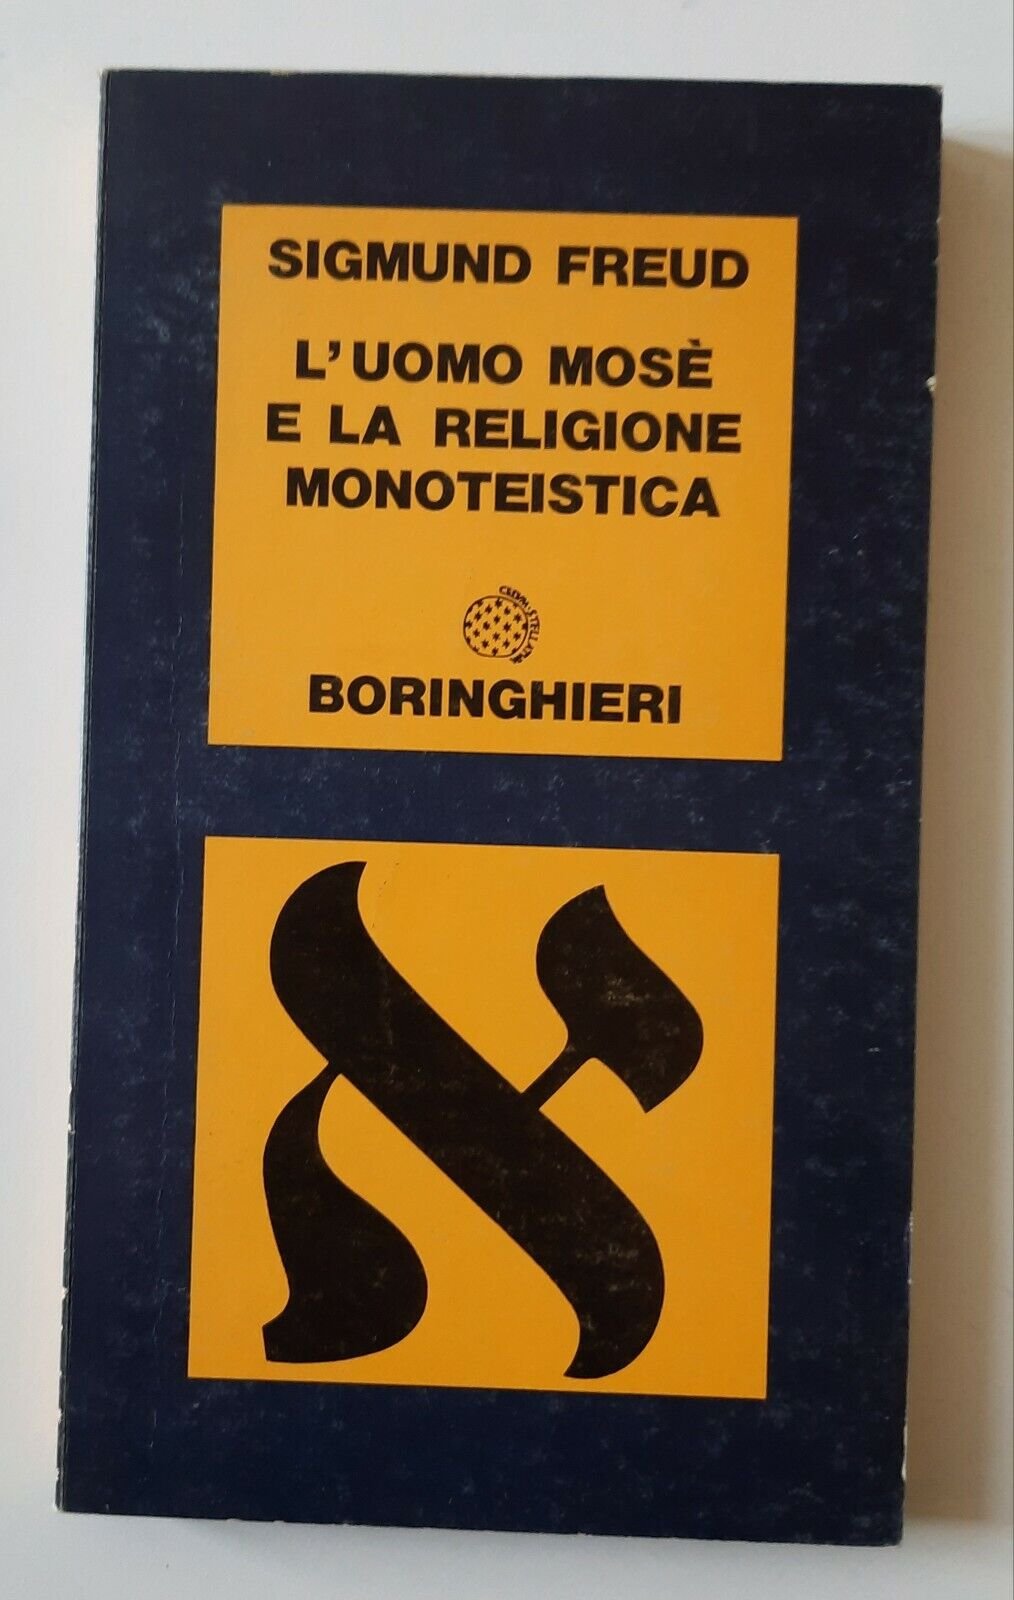 SIGMUND FREUD
L'UOMO MOSÈ
E LA RELIGIONE
MONOTEISTICA
BORINGHIERI
א